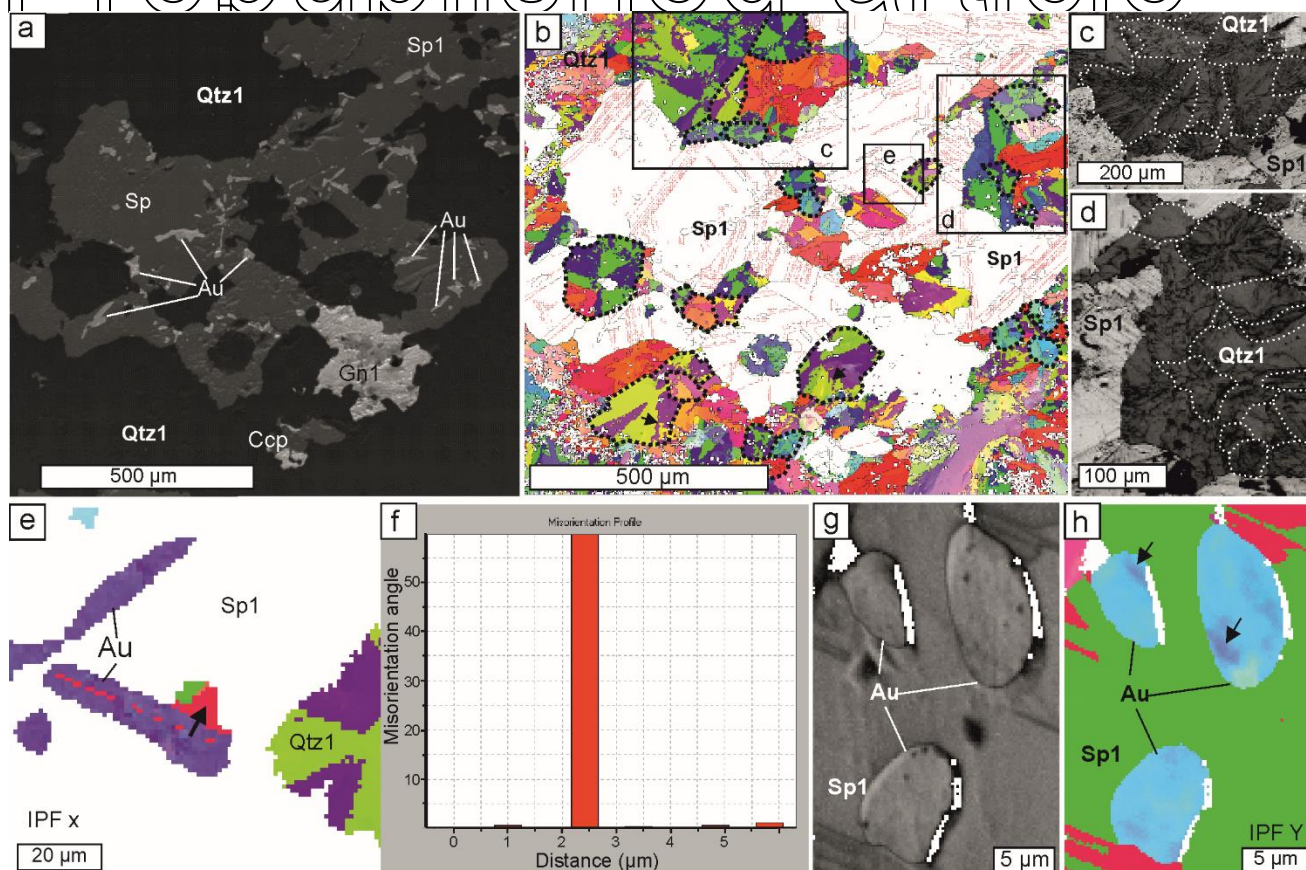 a
Sp1
Qtz1
Sp
Au
Au
Gn1
Qtz1
Ccp
500 µm
b
Qtz1
c
e
d
Sp1
Sp1
500 µm
c
Qtz1
Sp1
200 µm
d
Sp1
Qtz1
100 µm
e
Au
Sp1
Qtz1
IPF x
20 µm
f
Misorientation Profile
Misorientation angle
50
40
30
20
10
0 1 2 3 4 5
Distance (µm)
g
Au
Sp1
5 µm
h
Au
Sp1
IPF Y
5 µm